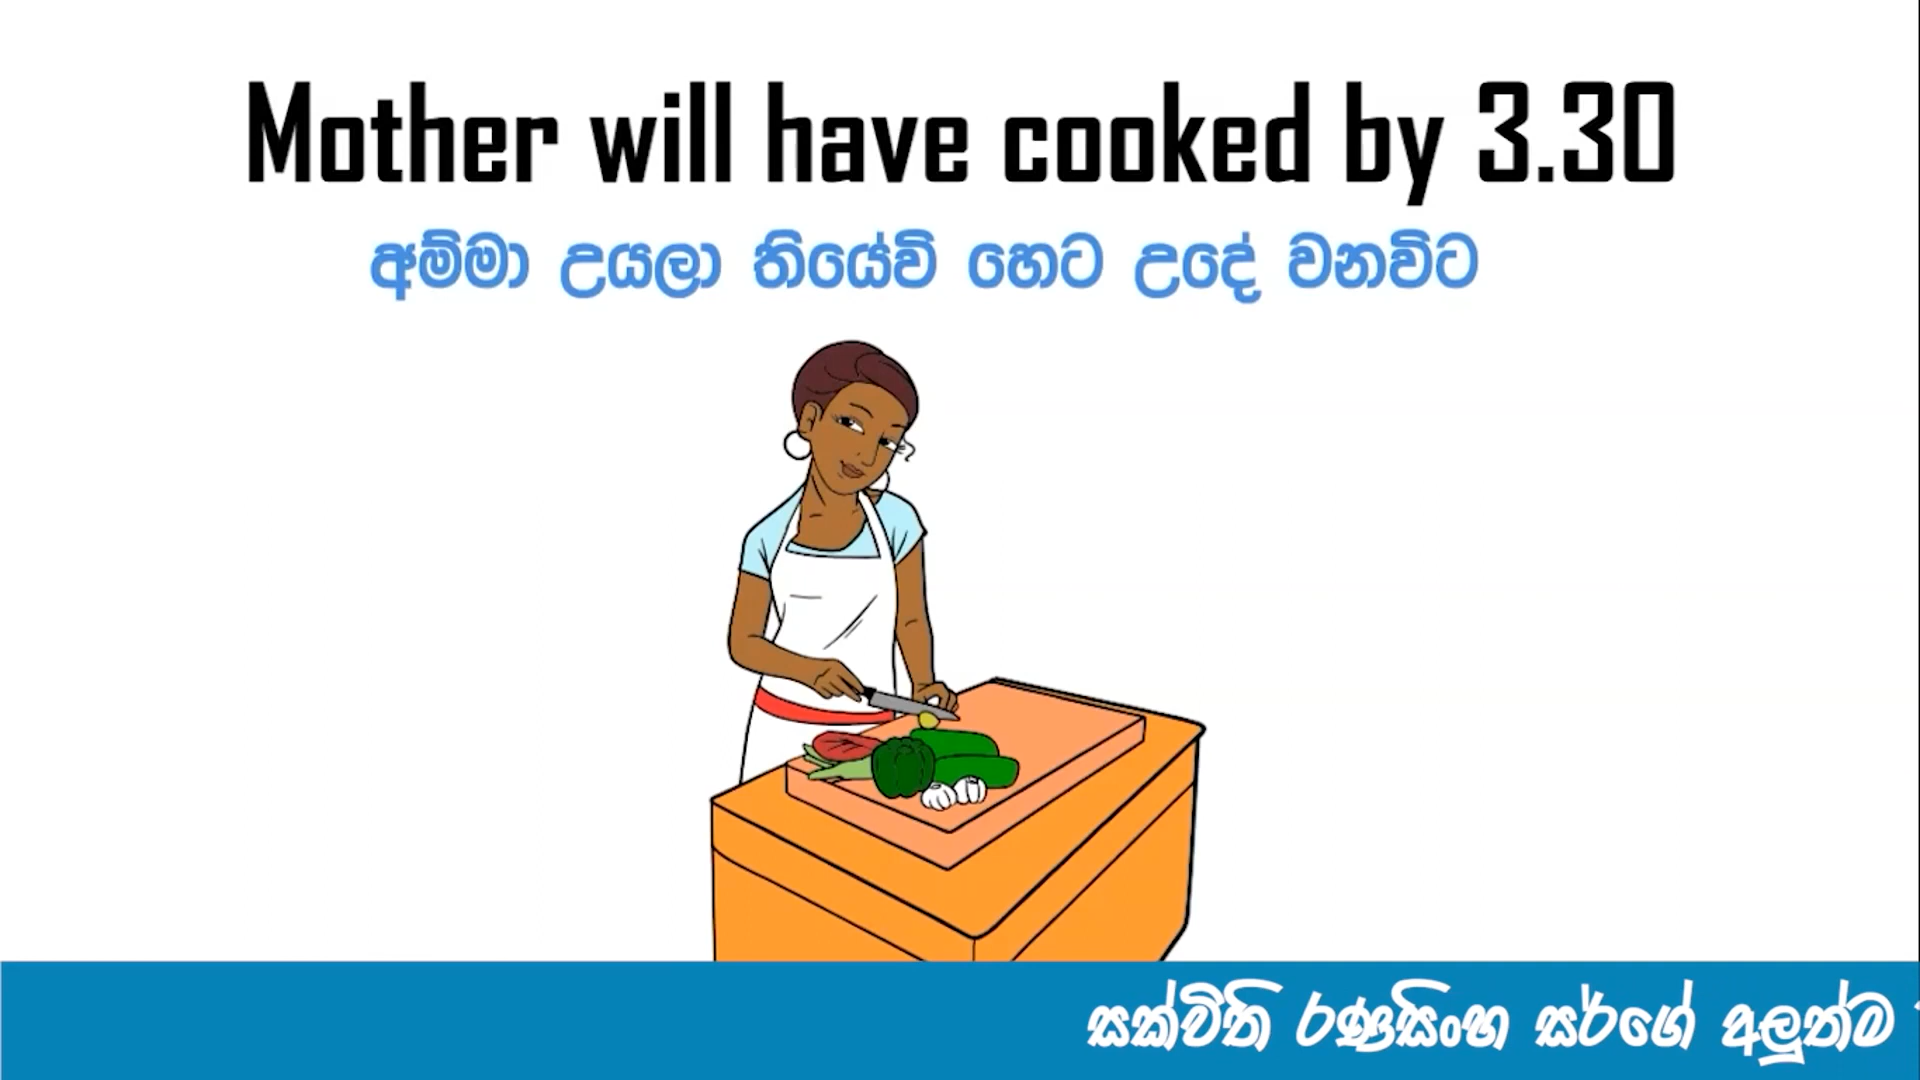 Mother will have cooked by 3.30
අම්මා උයලා තියේවි හෙට උදේ වනවිට
සක්විති රණසිංහ සර්ගේ අලුත්ම